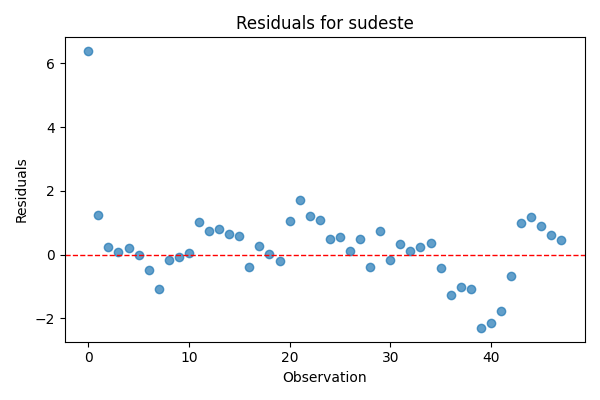 Residuals for sudeste
6
4
2
0
−2
Residuals
0 10 20 30 40
Observation